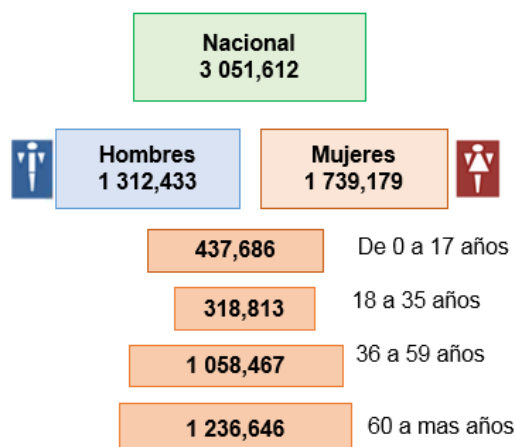 Nacional
3 051,612
Hombres
1 312,433
Mujeres
1 739,179
437,686 De 0 a 17 años
318,813 18 a 35 años
1 058,467 36 a 59 años
1 236,646 60 a mas años